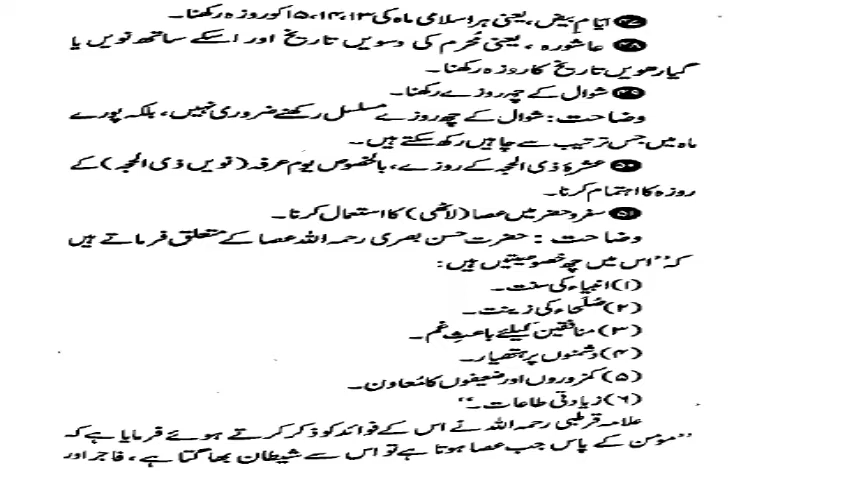 ۴۷ ایّامِ بیض، یعنی ہر اسلامی ماہ کی ۱۳، ۱۴، ۱۵ کو روزہ رکھنا۔
۴۸ عاشورہ، یعنی محرم کی دسویں تاریخ اور اسکے ساتھ نویں یا
گیارھویں تاریخ کا روزہ رکھنا۔
۴۹ شوال کے چھ روزے رکھنا۔
وضاحت: شوال کے چھ روزے مسلسل رکھنے ضروری نہیں، بلکہ پورے
ماہ میں جس ترتیب سے چاہیں رکھ سکتے ہیں۔
۵۰ عشرۂ ذی الحجہ کے روزے، بالخصوص یومِ عرفہ (نویں ذی الحجہ) کے
روزہ کا اہتمام کرنا۔
۵۱ سفر و حضر میں عصا (لاٹھی) کا استعمال کرنا۔
وضاحت: حضرت حسن بصری رحمہ اللہ عصا کے متعلق فرماتے ہیں
کہ ”اس میں چھ خصوصیتیں ہیں:
(۱) انبیاء کی سنت۔
(۲) صُلَحاء کی زینت۔
(۳) منافقین کیلئے باعثِ غم۔
(۴) دشمنوں پر ہتھیار۔
(۵) کمزوروں اور ضعیفوں کا مُعاون۔
(۶) زیادتی طاعات۔“
علامہ قرطبی رحمہ اللہ نے اس کے فوائد کو ذکر کرتے ہوئے فرمایا ہے کہ
”مؤمن کے پاس جب عصا ہوتا ہے تو اس سے شیطان بھاگتا ہے، فاجر اور